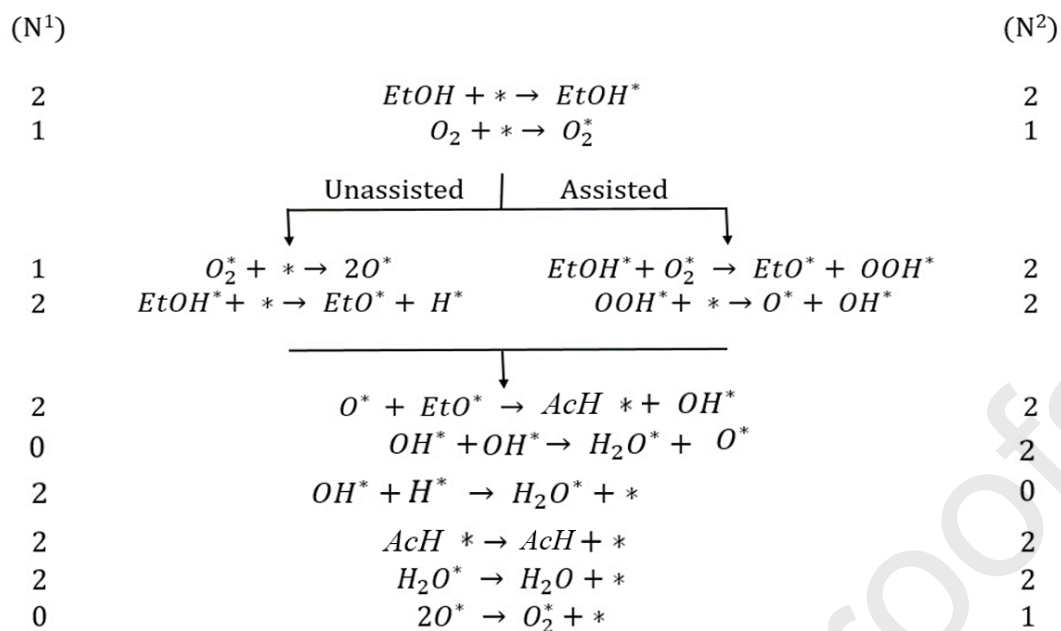 (N¹) (N²)
2 EtOH + * → EtOH* 2
1 O₂ + * → O₂* 1
Unassisted Assisted
1 O₂* + * → 2O* EtOH* + O₂* → EtO* + OOH* 2
2 EtOH* + * → EtO* + H* OOH* + * → O* + OH* 2
2 O* + EtO* → AcH * + OH* 2
0 OH* + OH* → H₂O* + O* 2
2 OH* + H* → H₂O* + * 0
2 AcH * → AcH + * 2
2 H₂O* → H₂O + * 2
0 2O* → O₂* + * 1